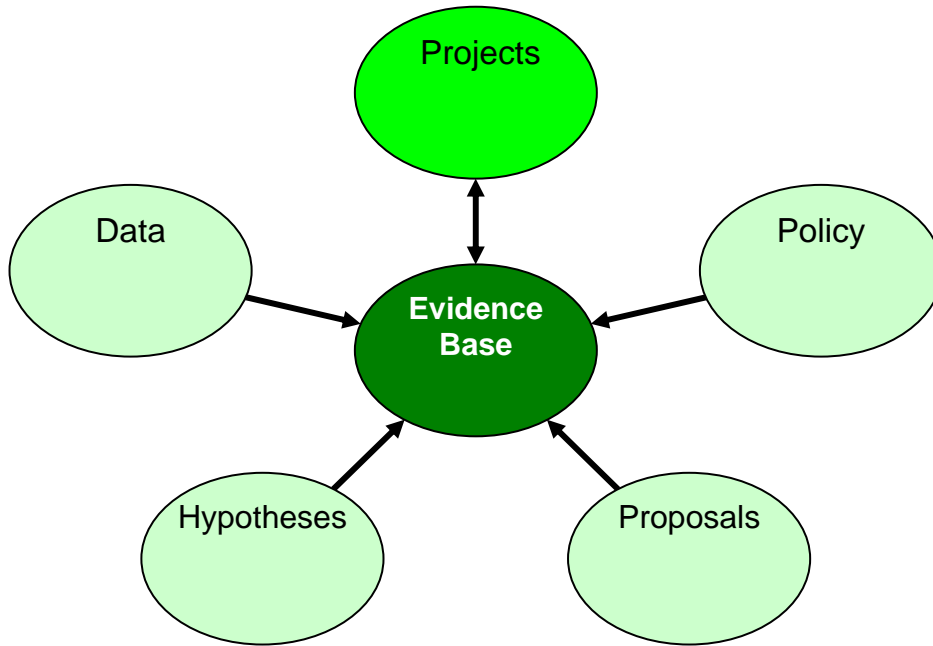 Projects
Data
Policy
Evidence
Base
Hypotheses
Proposals